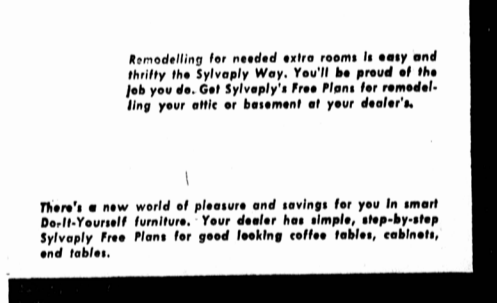 Remodelling for needed extra rooms is easy and
thrifty the Sylvaply Way. You'll be proud of the
job you do. Get Sylvaply's Free Plans for remodel-
ling your attic or basement at your dealer's.
There's a new world of pleasure and savings for you in smart
Do-It-Yourself furniture. Your dealer has simple, step-by-step
Sylvaply Free Plans for good looking coffee tables, cabinets,
end tables.